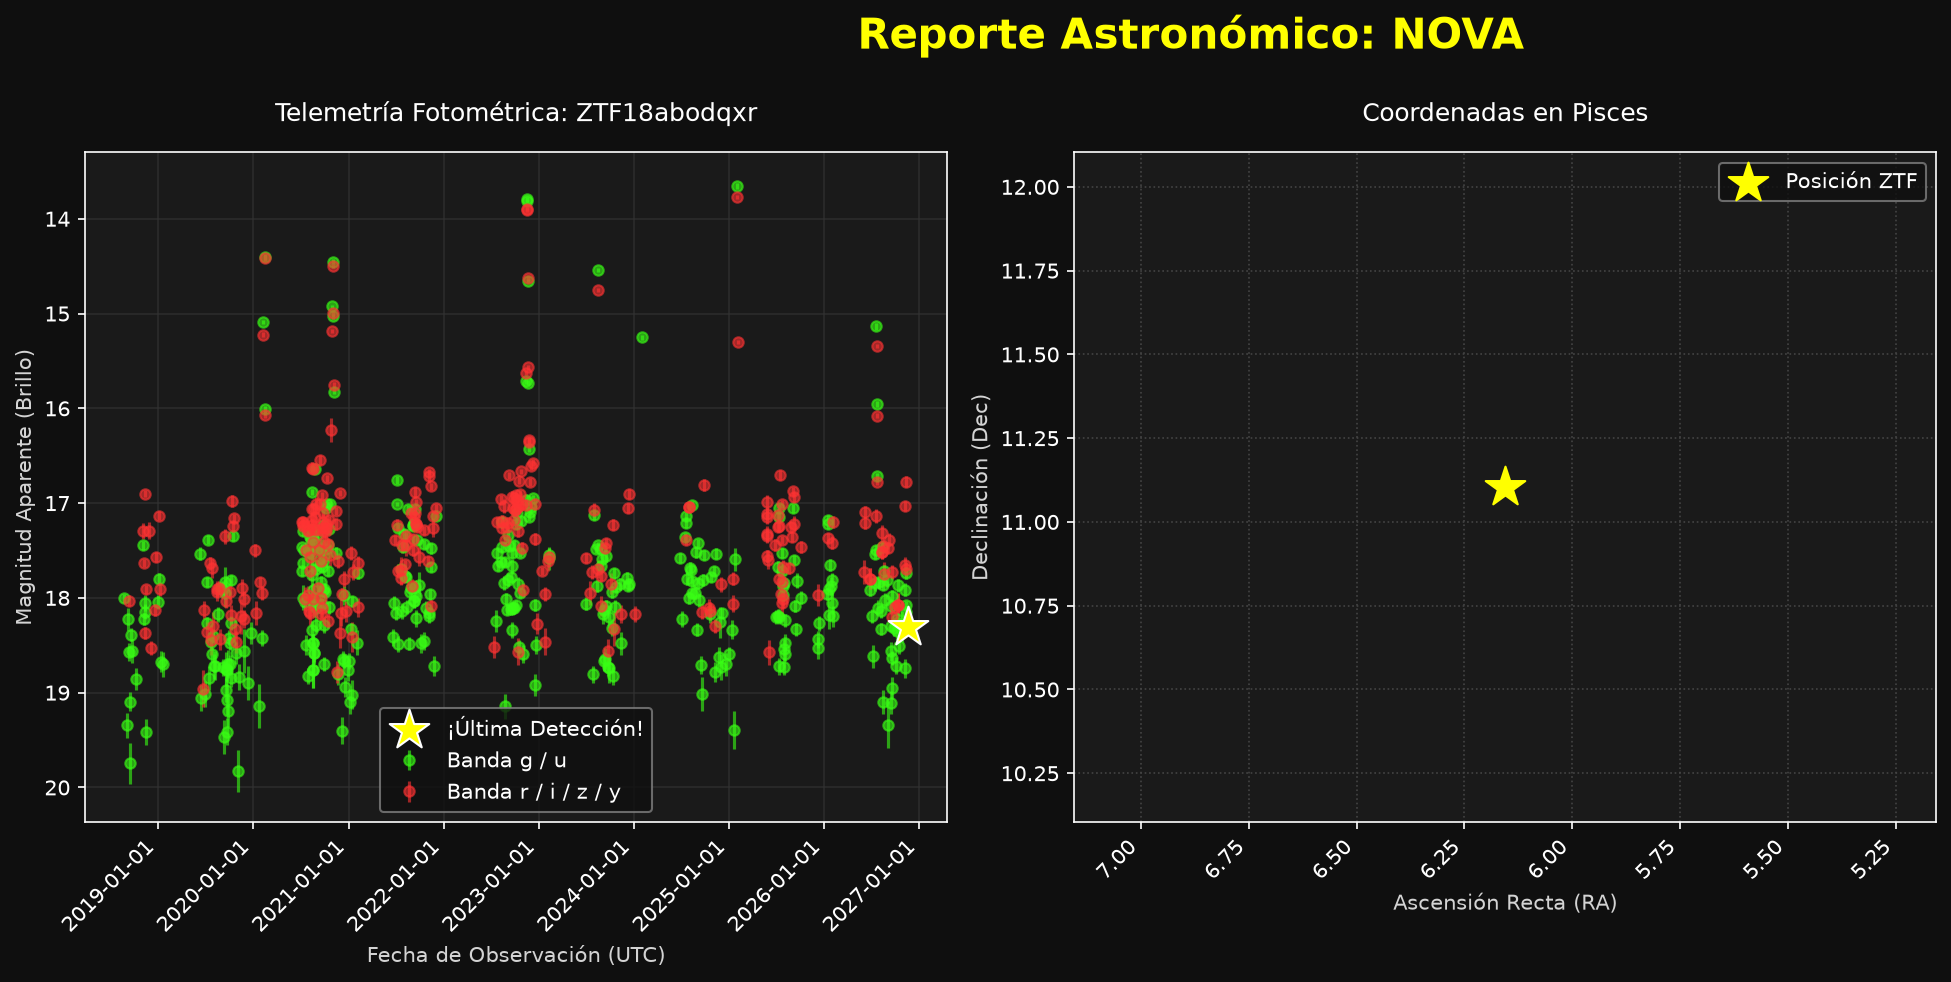 Reporte Astronómico: NOVA
Telemetría Fotométrica: ZTF18abodqxr
Magnitud Aparente (Brillo)
14
15
16
17
18
19
20
¡Última Detección!
Banda g / u
Banda r / i / z / y
2019-01-01
2020-01-01
2021-01-01
2022-01-01
2023-01-01
2024-01-01
2025-01-01
2026-01-01
2027-01-01
Fecha de Observación (UTC)
Coordenadas en Pisces
Declinación (Dec)
12.00
11.75
11.50
11.25
11.00
10.75
10.50
10.25
Posición ZTF
7.00
6.75
6.50
6.25
6.00
5.75
5.50
5.25
Ascensión Recta (RA)